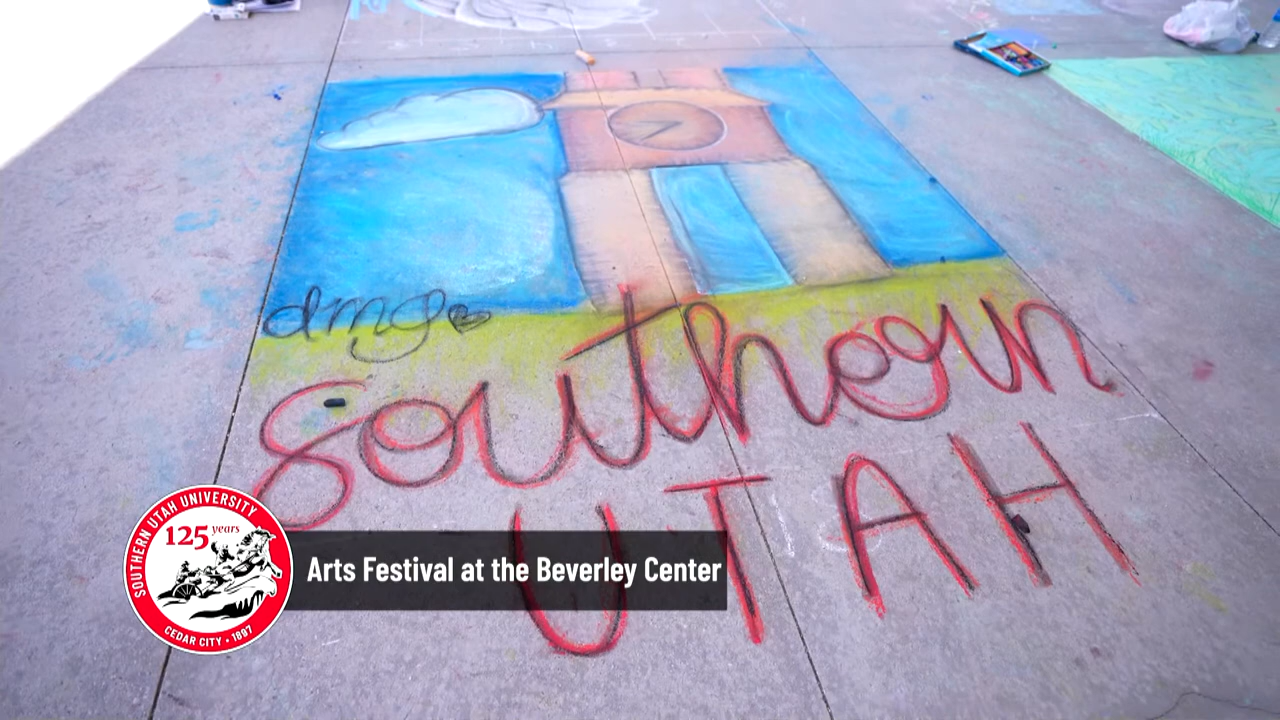 dmg
southern
UTAH
SOUTHERN UTAH UNIVERSITY
125 years
CEDAR CITY • 1897
Arts Festival at the Beverley Center